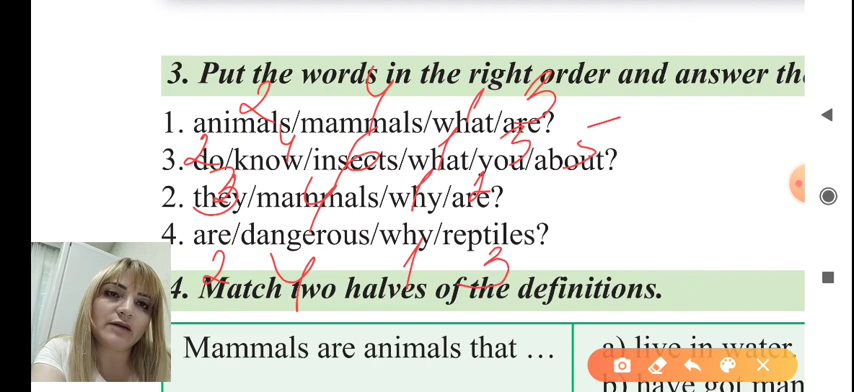 3. Put the words in the right order and answer
1. animals/mammals/what/are?
3. do/know/insects/what/you/about?
2. they/mammals/why/are?
4. are/dangerous/why/reptiles?
4. Match two halves of the definitions.
Mammals are animals that …
a) live in water.
b) have got